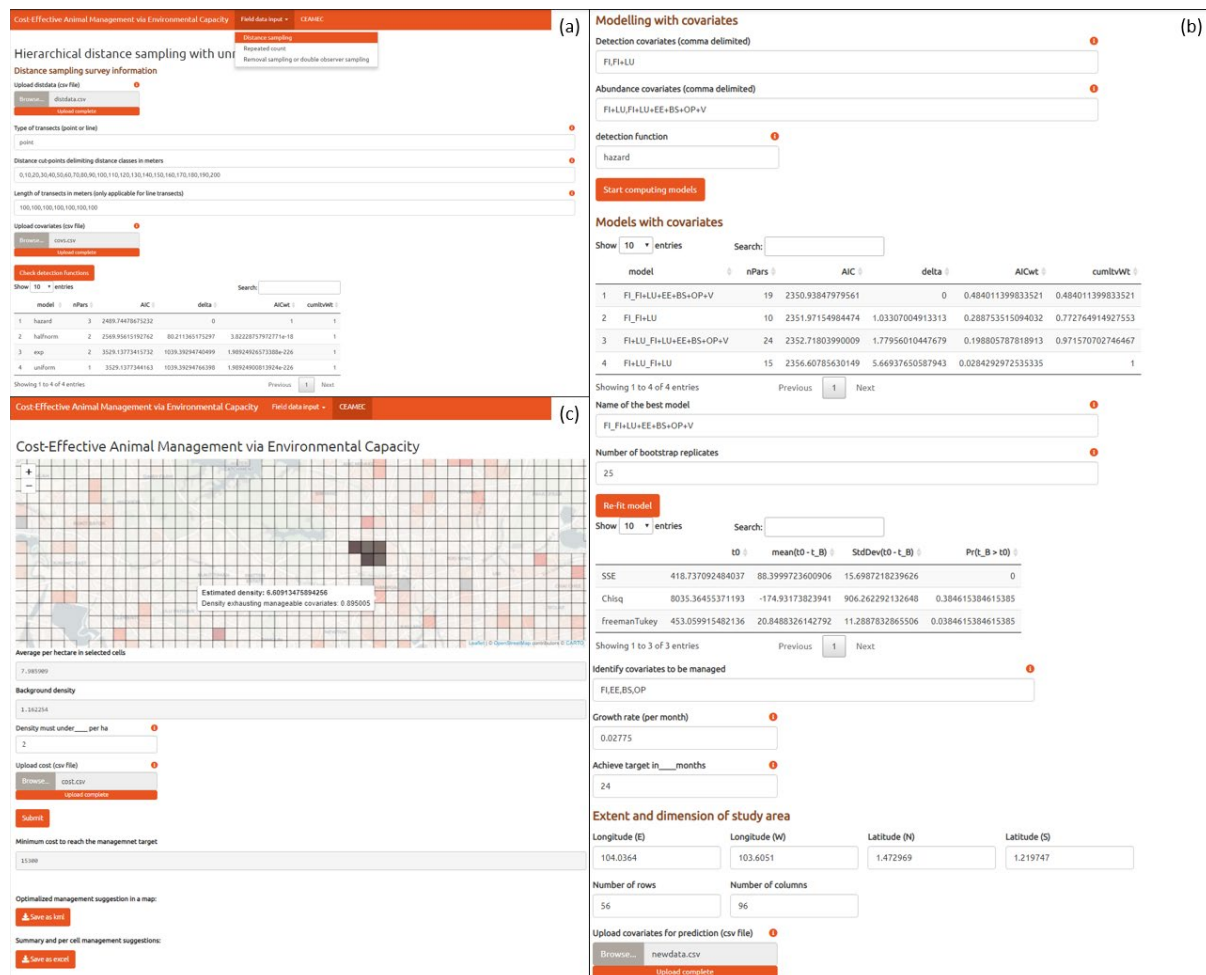 Cost-Effective Animal Management via Environmental Capacity Field data input CEAMEC
(a)
Distance sampling
Repeated count
Removal sampling or double observer sampling
Hierarchical distance sampling with unm
Distance sampling survey information
Upload distdata (csv file)
Browse... distdata.csv
Upload complete
Type of transects (point or line)
point
Distance cut-points delimiting distance classes in meters
0,10,20,30,40,50,60,70,80,90,100,110,120,130,140,150,160,170,180,190,200
Length of transects in meters (only applicable for line transects)
100,100,100,100,100,100,100
Upload covariates (csv file)
Browse... covs.csv
Upload complete
Check detection functions
Show 10 entries Search:
model nPars AIC delta AICwt cumltvWt
1 hazard 3 2489.74478675232 0 1 1
2 halfnorm 2 2569.95615192762 80.211365175297 3.82228757972771e-18 1
3 exp 2 3529.13773415732 1039.39294740499 1.98924926573388e-226 1
4 uniform 1 3529.1377344163 1039.39294766398 1.98924900813924e-226 1
Showing 1 to 4 of 4 entries Previous 1 Next
(b)
Modelling with covariates
Detection covariates (comma delimited)
FI,FI+LU
Abundance covariates (comma delimited)
FI+LU,FI+LU+EE+BS+OP+V
detection function
hazard
Start computing models
Models with covariates
Show 10 entries Search:
model nPars AIC delta AICwt cumltvWt
1 FI_FI+LU+EE+BS+OP+V 19 2350.93847979561 0 0.484011399833521 0.484011399833521
2 FI_FI+LU 10 2351.97154984474 1.03307004913313 0.288753515094032 0.772764914927553
3 FI+LU_FI+LU+EE+BS+OP+V 24 2352.71803990009 1.77956010447679 0.198805787818913 0.971570702746467
4 FI+LU_FI+LU 15 2356.60785630149 5.66937650587943 0.0284292972535335 1
Showing 1 to 4 of 4 entries Previous 1 Next
Name of the best model
FI_FI+LU+EE+BS+OP+V
Number of bootstrap replicates
25
Re-fit model
Show 10 entries Search:
t0 mean(t0 - t_B) StdDev(t0 - t_B) Pr(t_B > t0)
SSE 418.737092484037 88.3999723600906 15.6987218239626 0
Chisq 8035.36455371193 -174.93173823941 906.262292132648 0.384615384615385
freemanTukey 453.059915482136 20.8488326142792 11.2887832865506 0.0384615384615385
Showing 1 to 3 of 3 entries Previous 1 Next
Identify covariates to be managed
FI,EE,BS,OP
Growth rate (per month)
0.02775
Achieve target in____months
24
Extent and dimension of study area
Longitude (E) Longitude (W) Latitude (N) Latitude (S)
104.0364 103.6051 1.472969 1.219747
Number of rows Number of columns
56 96
Upload covariates for prediction (csv file)
Browse... newdata.csv
Upload complete
Cost-Effective Animal Management via Environmental Capacity Field data input CEAMEC
(c)
Cost-Effective Animal Management via Environmental Capacity
+
−
Estimated density: 6.60913475894256
Density exhausting manageable covariates: 0.895005
Leaflet | © OpenStreetMap contributors © CARTO
Average per hectare in selected cells
7.985909
Background density
1.162254
Density must under____ per ha
2
Upload cost (csv file)
Browse... cost.csv
Upload complete
Submit
Minimum cost to reach the managemnet target
15300
Optimalized management suggestion in a map:
Save as kml
Summary and per cell management suggestions:
Save as excel